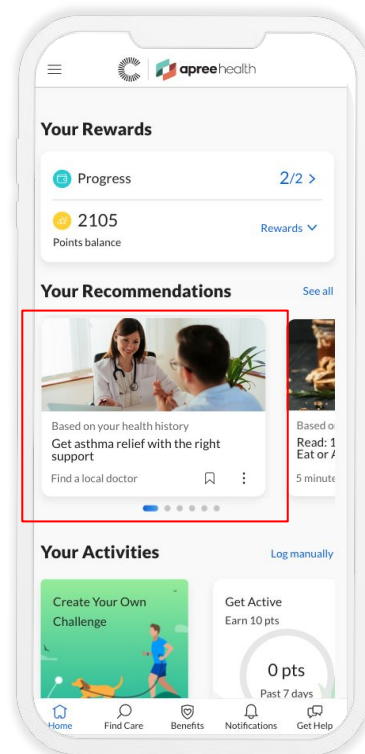 apreehealth
Your Rewards
Progress 2/2 >
2105 Rewards
Points balance
Your Recommendations See all
Based on your health history
Get asthma relief with the right
support
Find a local doctor
Read: 1
Eat or
5 minute
Your Activities Log manually
Create Your Own
Challenge
Get Active
Earn 10 pts
0 pts
Past 7 days
Home Find Care Benefits Notifications Get Help